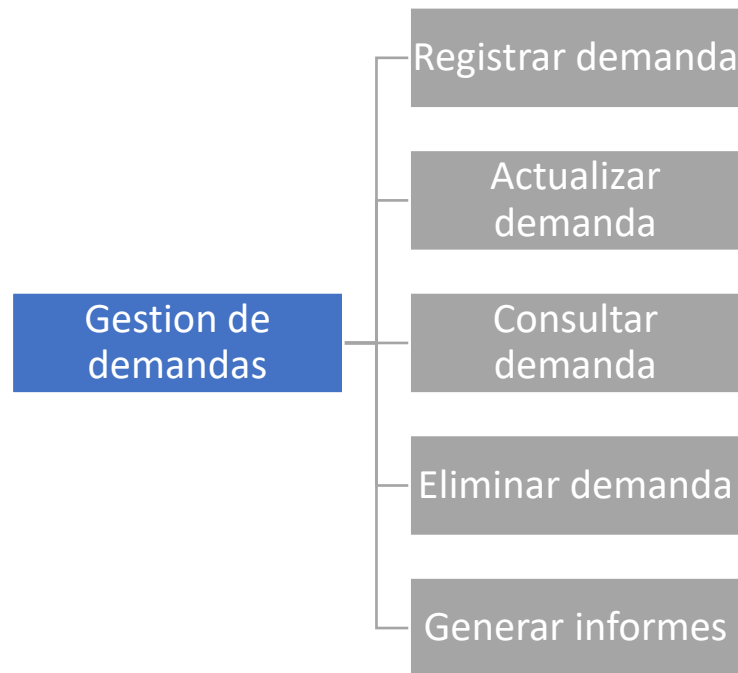 Registrar demanda
Actualizar
demanda
Gestion de
demandas
Consultar
demanda
Eliminar demanda
Generar informes